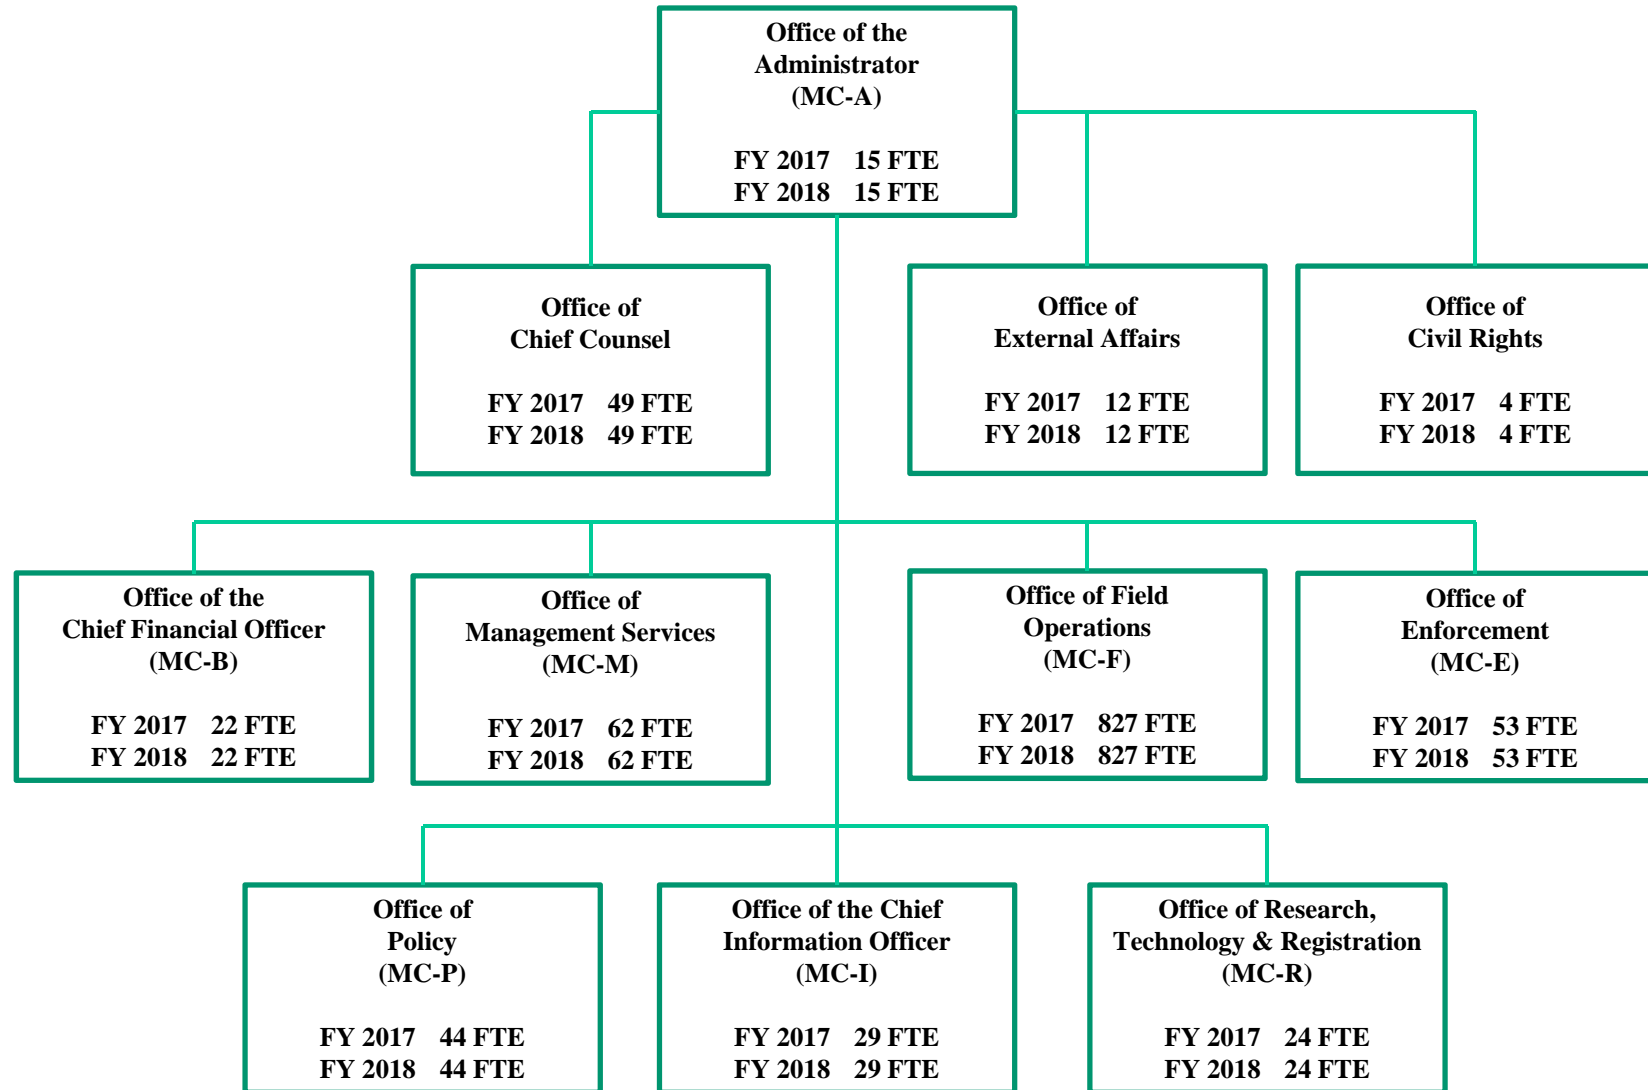 Office of the
Administrator
(MC-A)
FY 2017 15 FTE
FY 2018 15 FTE
Office of
Chief Counsel
FY 2017 49 FTE
FY 2018 49 FTE
Office of
External Affairs
FY 2017 12 FTE
FY 2018 12 FTE
Office of
Civil Rights
FY 2017 4 FTE
FY 2018 4 FTE
Office of the
Chief Financial Officer
(MC-B)
FY 2017 22 FTE
FY 2018 22 FTE
Office of
Management Services
(MC-M)
FY 2017 62 FTE
FY 2018 62 FTE
Office of Field
Operations
(MC-F)
FY 2017 827 FTE
FY 2018 827 FTE
Office of
Enforcement
(MC-E)
FY 2017 53 FTE
FY 2018 53 FTE
Office of
Policy
(MC-P)
FY 2017 44 FTE
FY 2018 44 FTE
Office of the Chief
Information Officer
(MC-I)
FY 2017 29 FTE
FY 2018 29 FTE
Office of Research,
Technology & Registration
(MC-R)
FY 2017 24 FTE
FY 2018 24 FTE